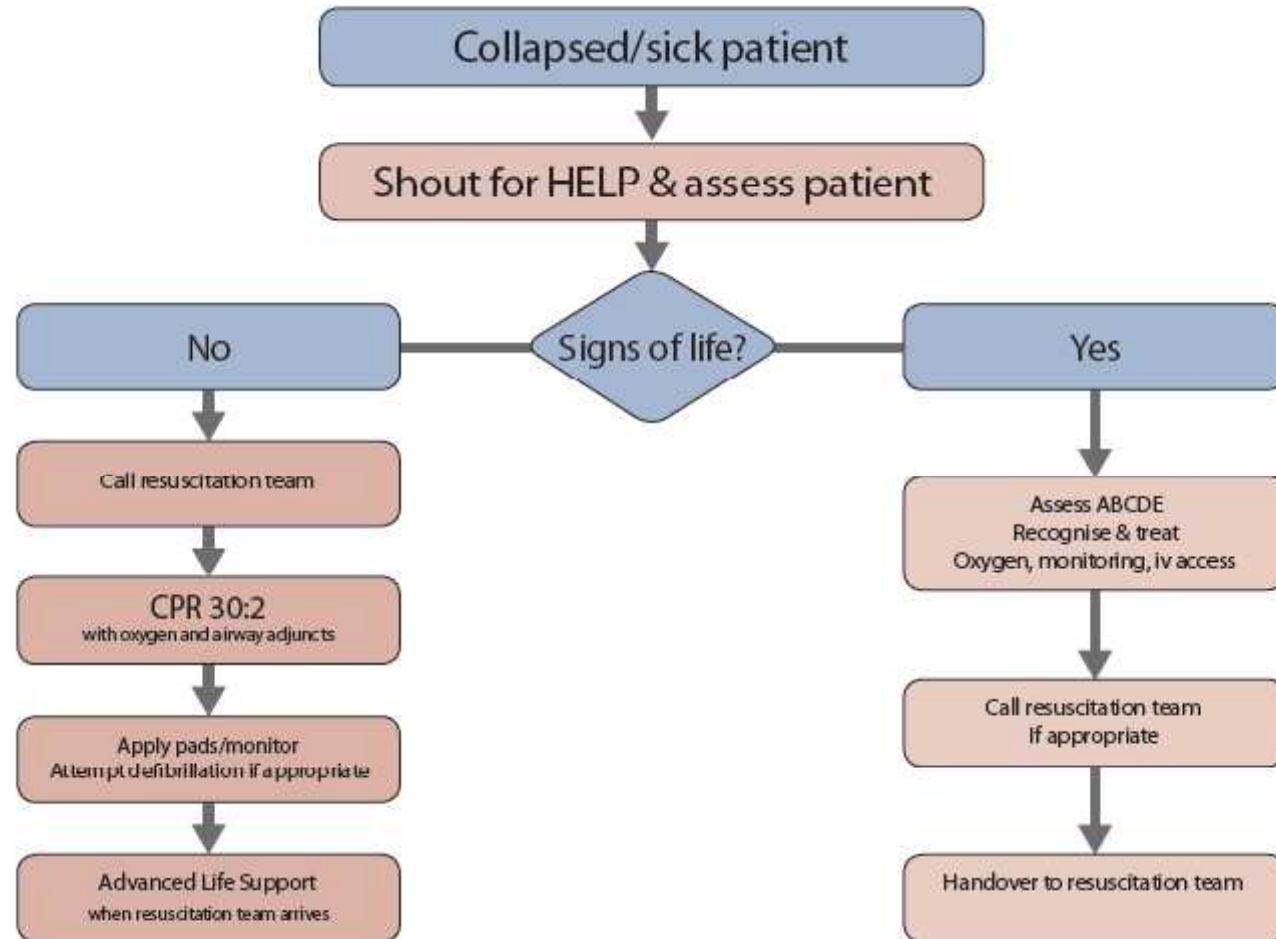 Collapsed/sick patient
Shout for HELP & assess patient
Signs of life?
No
Yes
Call resuscitation team
CPR 30:2
with oxygen and airway adjuncts
Apply pads/monitor
Attempt defibrillation if appropriate
Advanced Life Support
when resuscitation team arrives
Assess ABCDE
Recognise & treat
Oxygen, monitoring, iv access
Call resuscitation team
If appropriate
Handover to resuscitation team